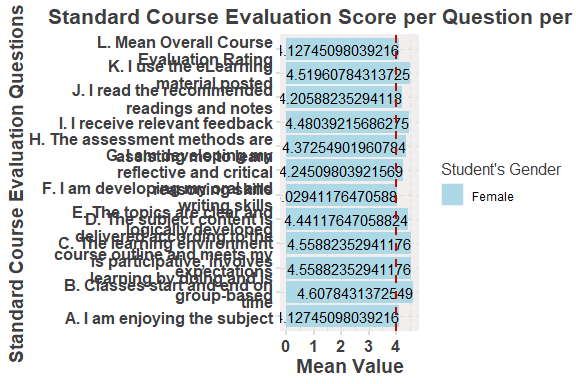 Standard Course Evaluation Score per Question per
Standard Course Evaluation Questions
L. Mean Overall Course
Evaluation Rating
K. I use the eLearning
material posted
J. I read the recommended
readings and notes
I. I receive relevant feedback
H. The assessment methods are
assisting me to learn
G. I am developing my
reflective and critical
reasoning skills
F. I am developing my oral and
writing skills
E. The topics are clear and
logically developed
D. The subject content is
delivered according to the
course outline and meets my
expectations
C. The learning environment
is participative, involves
learning by doing and is
group-based
B. Classes start and end on
time
A. I am enjoying the subject
4.12745098039216
4.51960784313725
4.20588235294118
4.48039215686275
4.37254901960784
4.24509803921569
.02941176470588
4.44117647058824
4.55882352941176
4.55882352941176
4.6078431372549
4.12745098039216
0 1 2 3 4
Mean Value
Student's Gender
Female